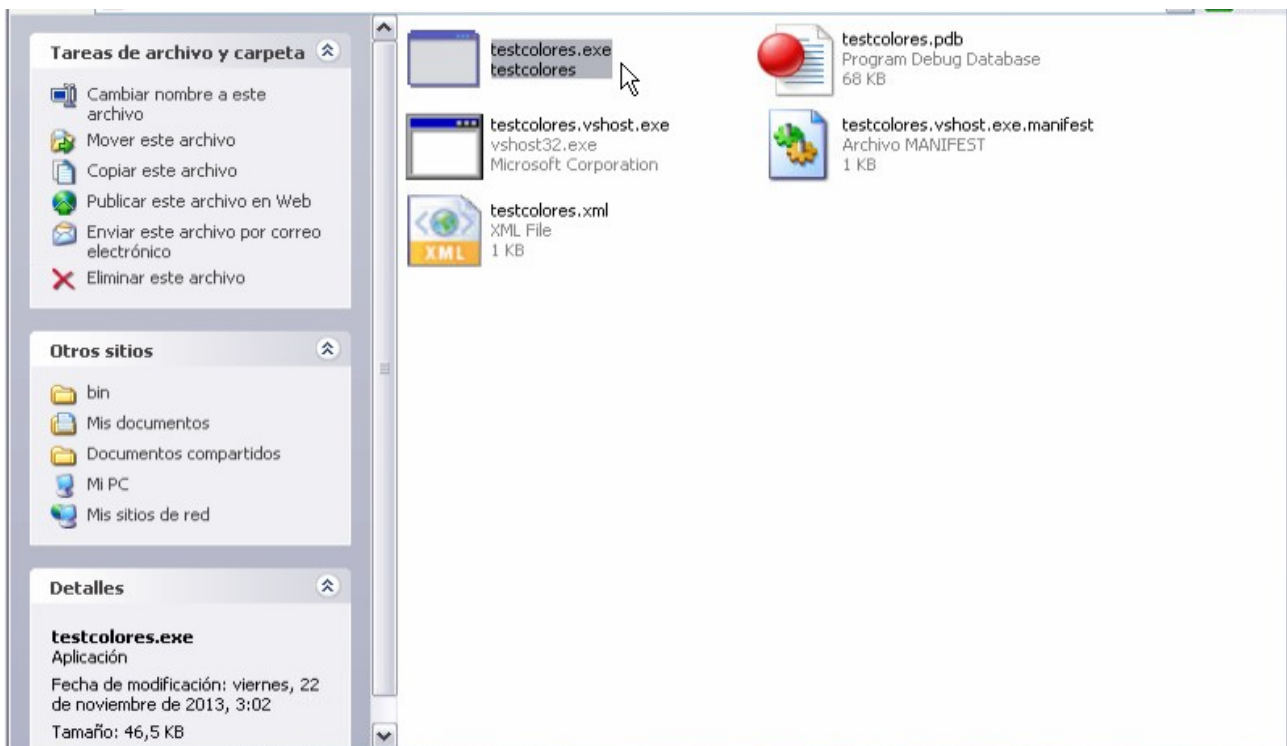 Tareas de archivo y carpeta
Cambiar nombre a este
archivo
Mover este archivo
Copiar este archivo
Publicar este archivo en Web
Enviar este archivo por correo
electrónico
Eliminar este archivo
Otros sitios
bin
Mis documentos
Documentos compartidos
Mi PC
Mis sitios de red
Detalles
testcolores.exe
Aplicación
Fecha de modificación: viernes, 22
de noviembre de 2013, 3:02
Tamaño: 46,5 KB
testcolores.exe
testcolores
testcolores.pdb
Program Debug Database
68 KB
testcolores.vshost.exe
vshost32.exe
Microsoft Corporation
testcolores.vshost.exe.manifest
Archivo MANIFEST
1 KB
XML
testcolores.xml
XML File
1 KB